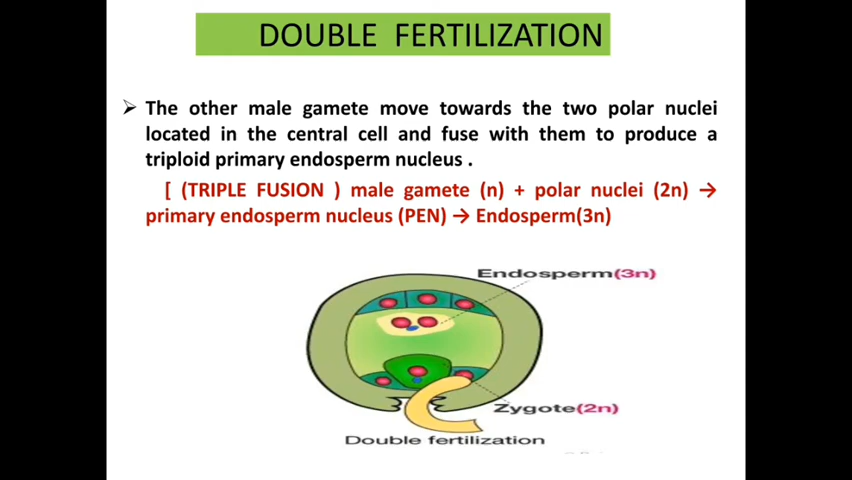 DOUBLE FERTILIZATION
➢ The other male gamete move towards the two polar nuclei
located in the central cell and fuse with them to produce a
triploid primary endosperm nucleus .
[ (TRIPLE FUSION ) male gamete (n) + polar nuclei (2n) →
primary endosperm nucleus (PEN) → Endosperm(3n)
Endosperm(3n)
Zygote(2n)
Double fertilization